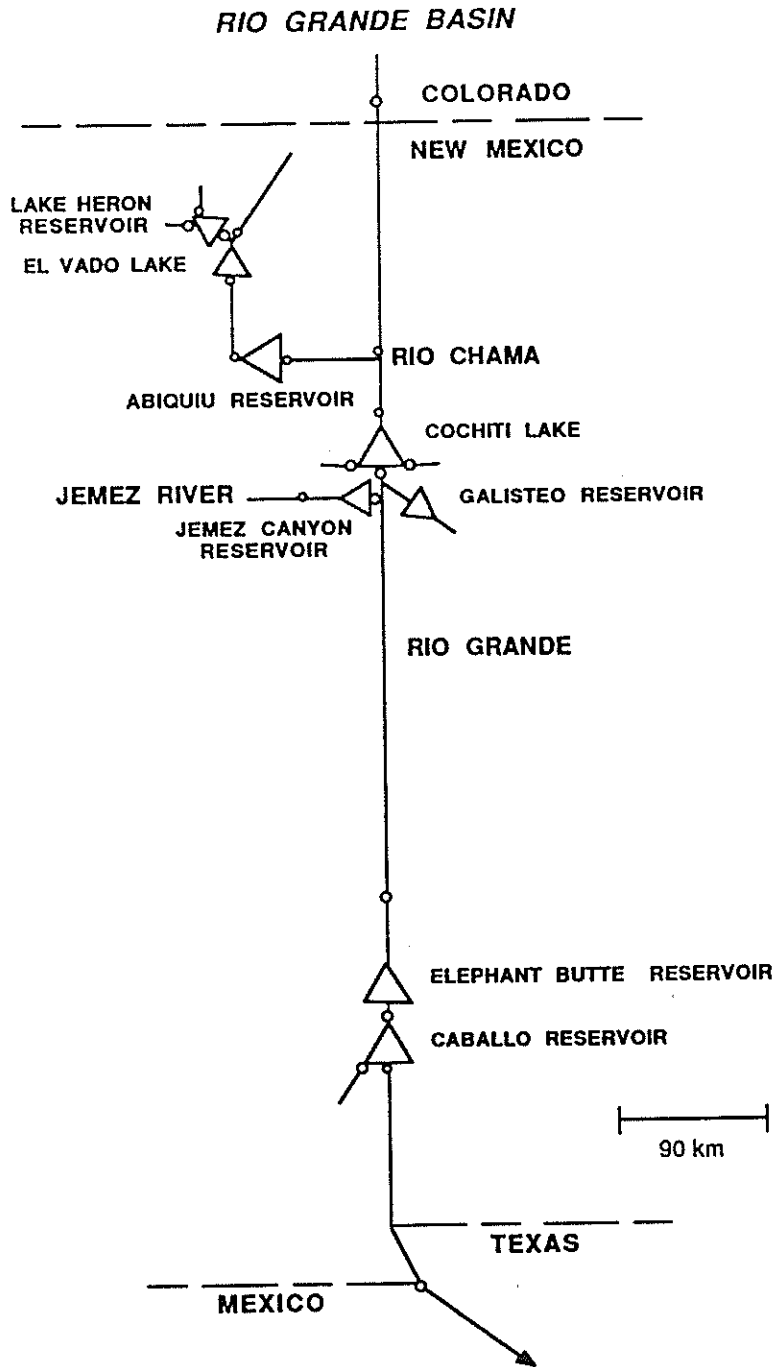 RIO GRANDE BASIN
COLORADO
NEW MEXICO
LAKE HERON
RESERVOIR
EL VADO LAKE
RIO CHAMA
ABIQUIU RESERVOIR
COCHITI LAKE
JEMEZ RIVER
GALISTEO RESERVOIR
JEMEZ CANYON
RESERVOIR
RIO GRANDE
ELEPHANT BUTTE RESERVOIR
CABALLO RESERVOIR
90 km
TEXAS
MEXICO